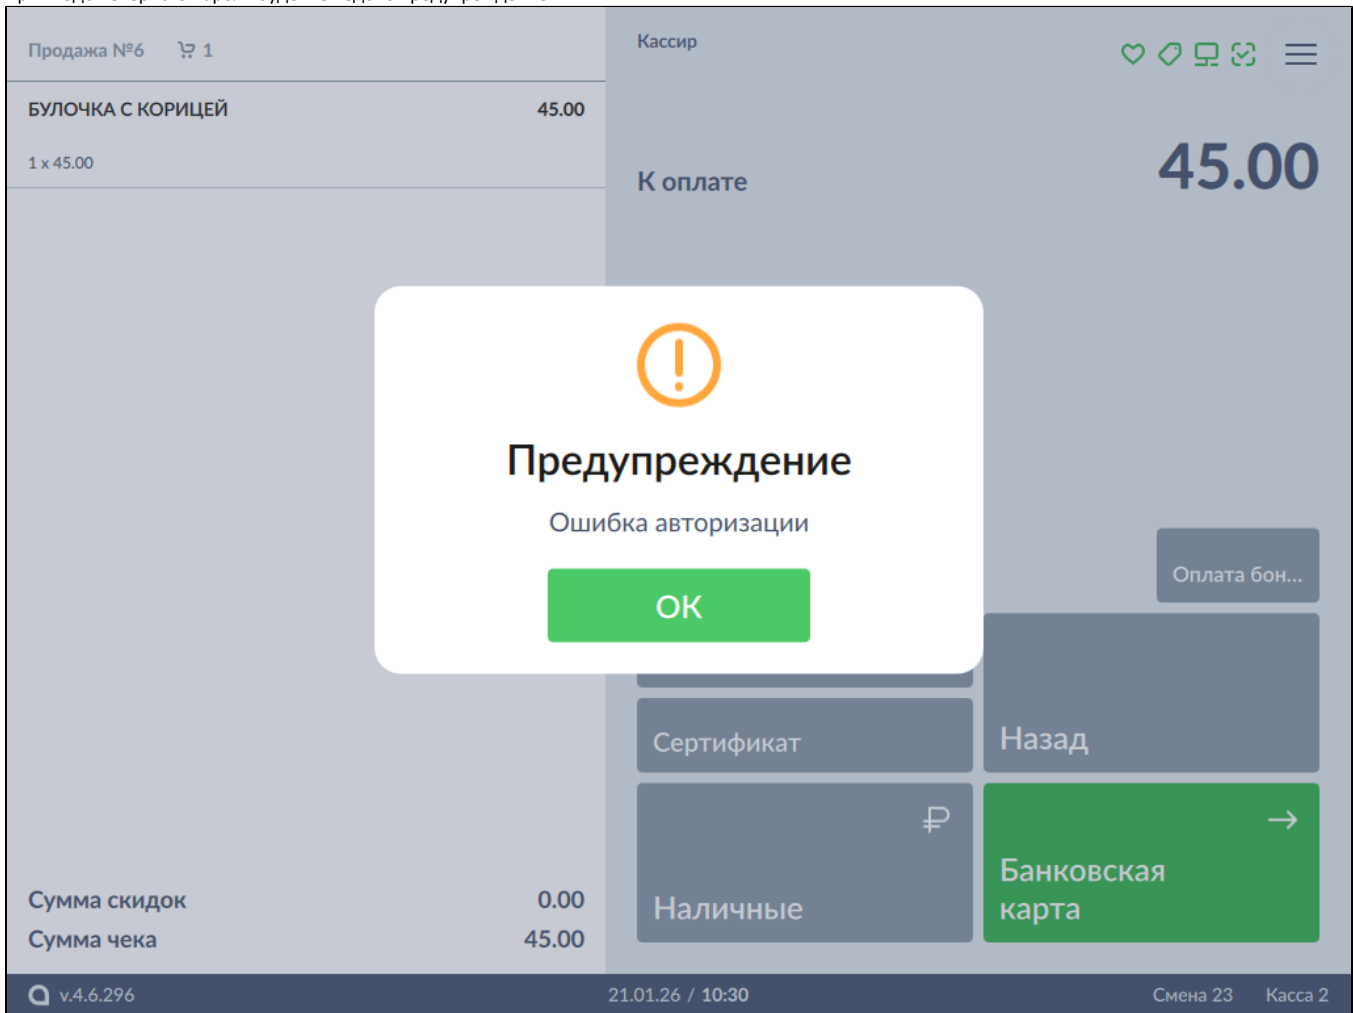 Продажа №6 1
БУЛОЧКА С КОРИЦЕЙ 45.00
1 x 45.00
Сумма скидок 0.00
Сумма чека 45.00
Кассир
К оплате 45.00
Предупреждение
Ошибка авторизации
ОК
Оплата бон...
Сертификат
Назад
Наличные
Банковская
карта
v.4.6.296 21.01.26 / 10:30 Смена 23 Касса 2